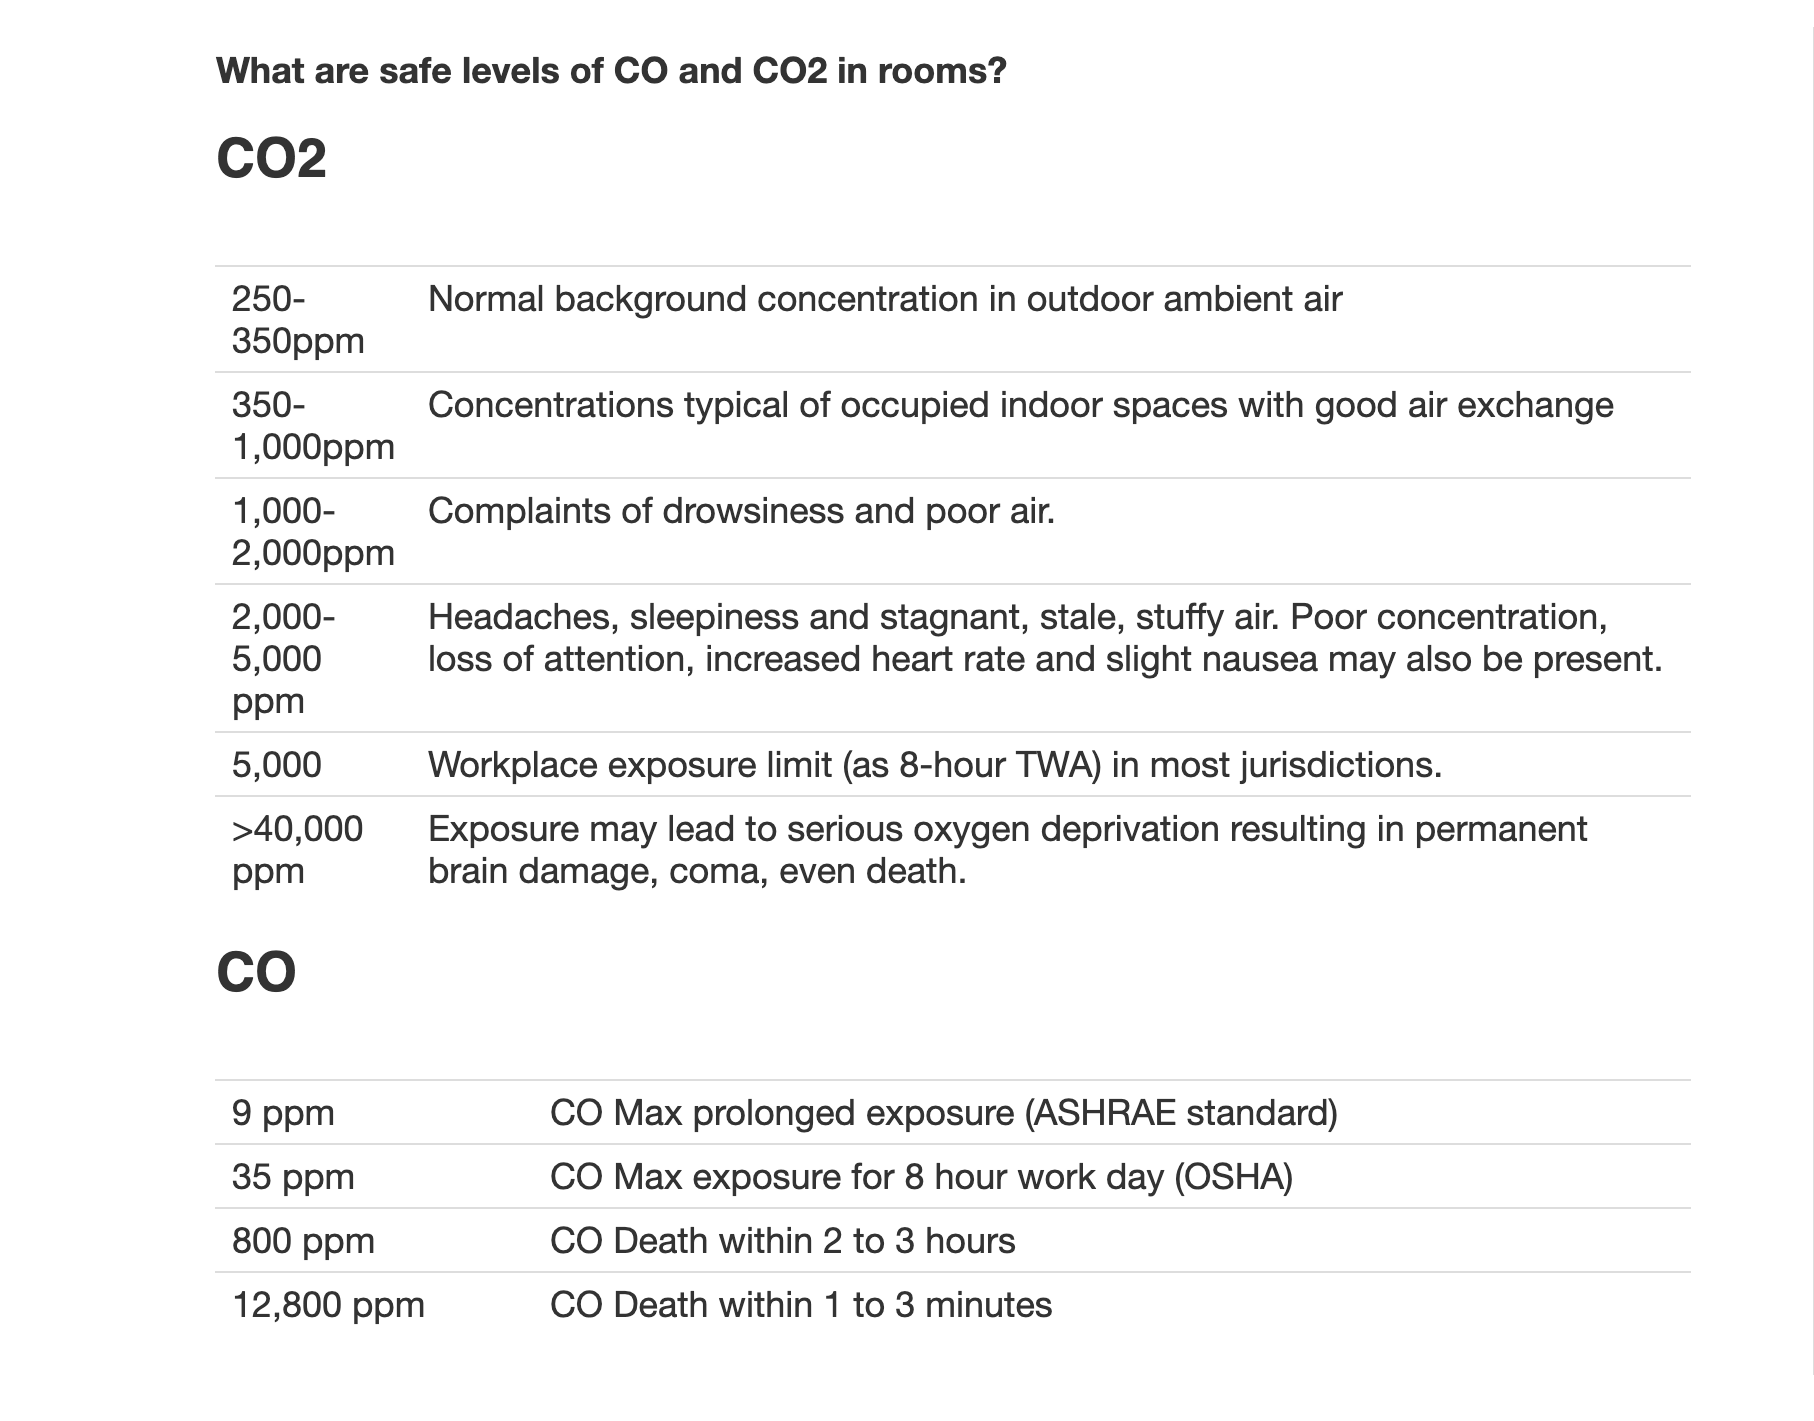 What are safe levels of CO and CO2 in rooms?
CO2
250-
350ppm
Normal background concentration in outdoor ambient air
350-
1,000ppm
Concentrations typical of occupied indoor spaces with good air exchange
1,000-
2,000ppm
Complaints of drowsiness and poor air.
2,000-
5,000
ppm
Headaches, sleepiness and stagnant, stale, stuffy air. Poor concentration,
loss of attention, increased heart rate and slight nausea may also be present.
5,000
Workplace exposure limit (as 8-hour TWA) in most jurisdictions.
>40,000
ppm
Exposure may lead to serious oxygen deprivation resulting in permanent
brain damage, coma, even death.
CO
9 ppm
CO Max prolonged exposure (ASHRAE standard)
35 ppm
CO Max exposure for 8 hour work day (OSHA)
800 ppm
CO Death within 2 to 3 hours
12,800 ppm
CO Death within 1 to 3 minutes